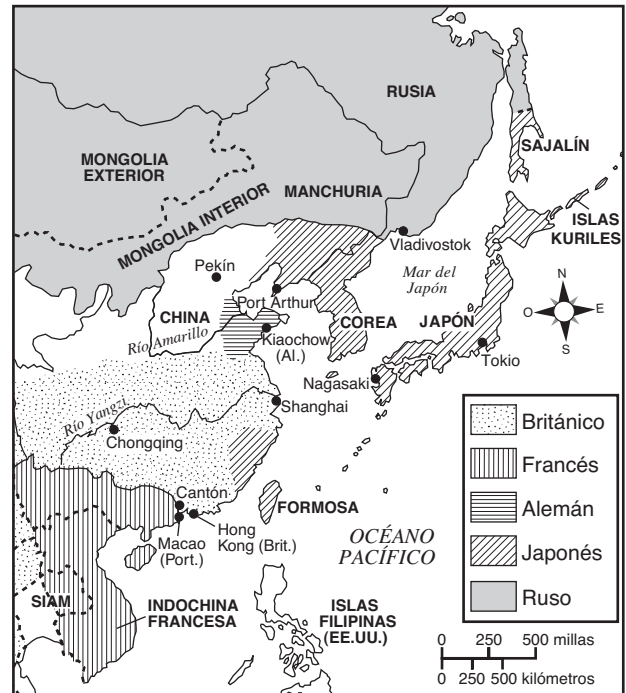 RUSIA
SAJALÍN
MONGOLIA
EXTERIOR
MANCHURIA
MONGOLIA INTERIOR
ISLAS
KURILES
Vladivostok
Pekín
Mar del
Japón
N
O
E
S
Port Arthur
CHINA
COREA
JAPÓN
Río Amarillo
Kiaochow
(Al.)
Tokio
Nagasaki
Shanghai
Río Yangzi
Chongqing
Británico
Francés
Alemán
Japonés
Ruso
Cantón
FORMOSA
Hong
Kong (Brit.)
Macao
(Port.)
OCÉANO
PACÍFICO
SIAM
INDOCHINA
FRANCESA
ISLAS
FILIPINAS
(EE.UU.)
0 250 500 millas
0 250 500 kilómetros